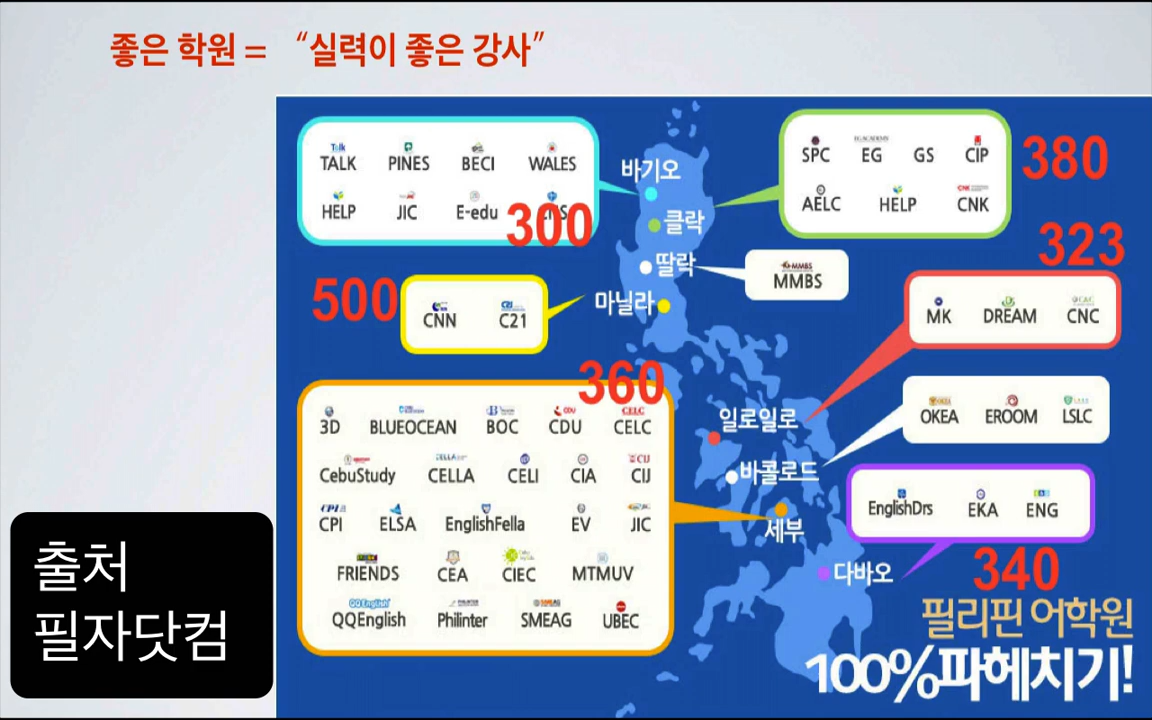 좋은 학원 = “실력이 좋은 강사”
TALK PINES BECI WALES
HELP JIC E-edu
300
바기오
SPC EG GS CIP
AELC HELP CNK
380
클락
딸락
MMBS
마닐라
500
CNN C21
323
MK DREAM CNC
360
3D BLUEOCEAN BOC CDU CELC
CebuStudy CELLA CELI CIA CIJ
CPI ELSA EnglishFella EV JIC
FRIENDS CEA CIEC MTMUV
QQEnglish Philinter SMEAG UBEC
일로일로
OKEA EROOM LSLC
바콜로드
세부
EnglishDrs EKA ENG
다바오
340
출처
필자닷컴
필리핀 어학원
100%파헤치기!